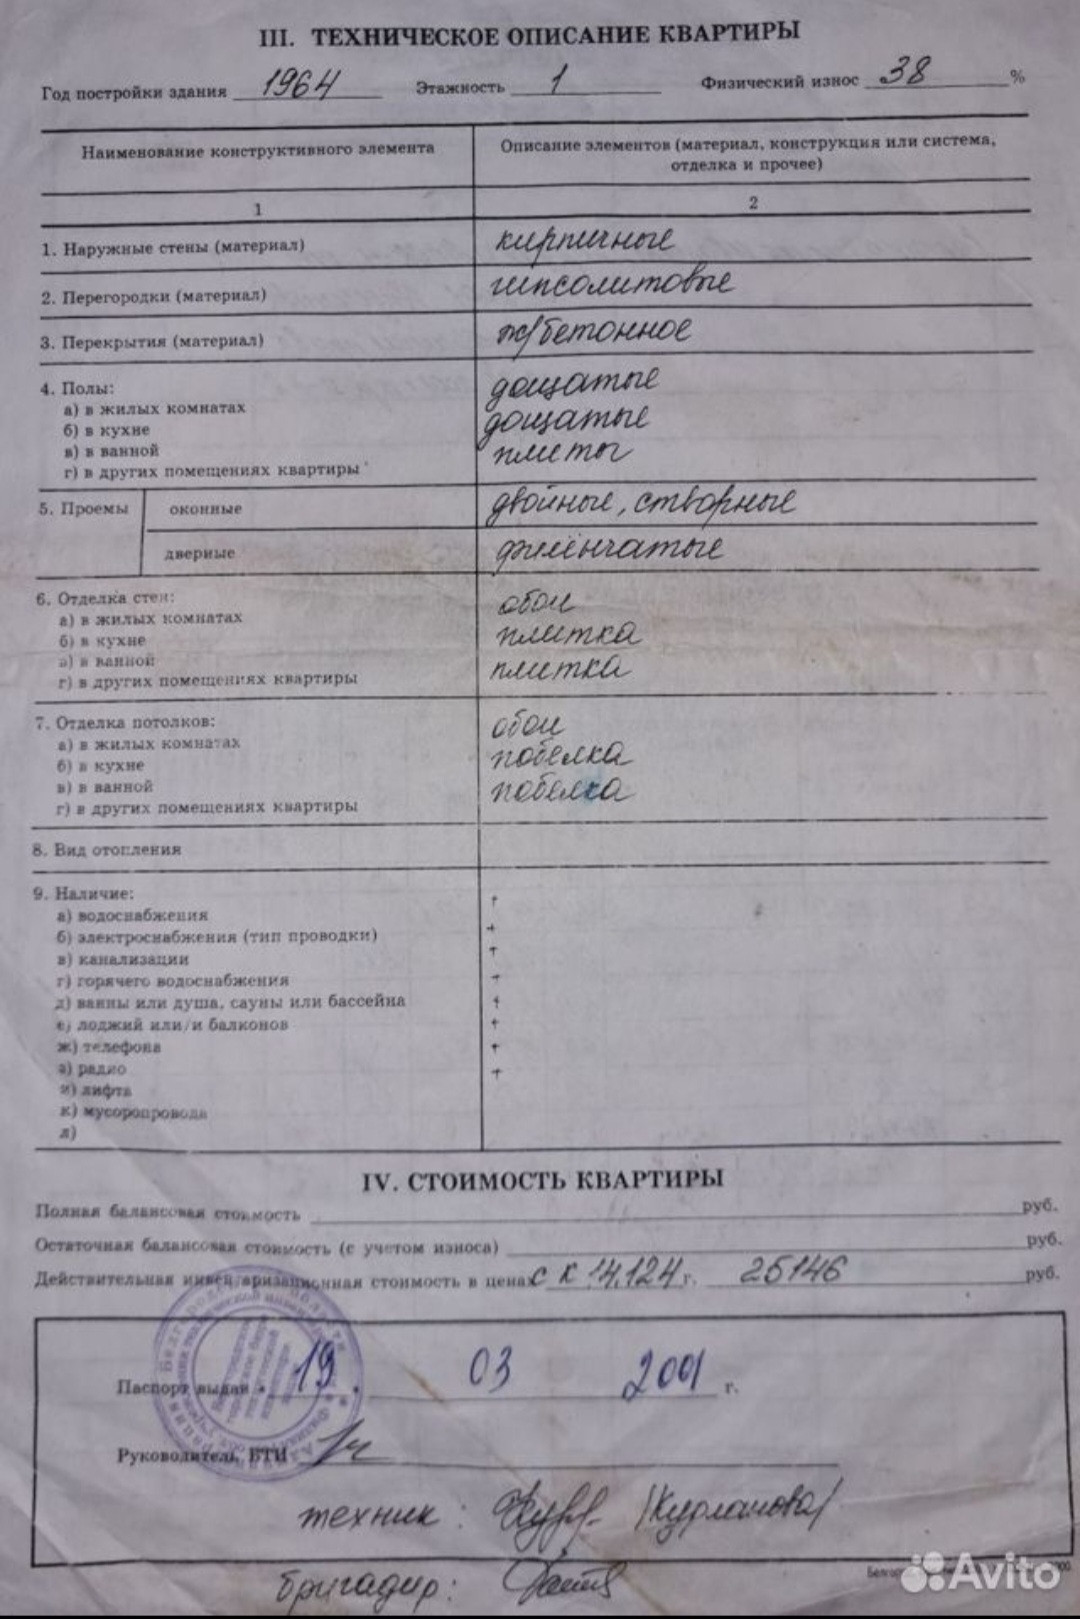 III. ТЕХНИЧЕСКОЕ ОПИСАНИЕ КВАРТИРЫ
Год постройки здания 1964 Этажность 1 Физический износ 38 %
Наименование конструктивного элемента
Описание элементов (материал, конструкция или система, отделка и прочее)
1 2
1. Наружные стены (материал) кирпичные
2. Перегородки (материал) гипсолитовые
3. Перекрытия (материал) ж/бетонное
4. Полы: дощатые
а) в жилых комнатах дощатые
б) в кухне
в) в ванной плиты
г) в других помещениях квартиры
5. Проемы оконные двойные, створные
дверные филёнчатые
6. Отделка стен: обои
а) в жилых комнатах
б) в кухне плитка
в) в ванной плитка
г) в других помещениях квартиры
7. Отделка потолков: обои
а) в жилых комнатах
б) в кухне побелка
в) в ванной побелка
г) в других помещениях квартиры
8. Вид отопления
9. Наличие: +
а) водоснабжения
б) электроснабжения (тип проводки) +
в) канализации +
г) горячего водоснабжения +
д) ванны или душа, сауны или бассейна +
е) лоджий или/и балконов +
ж) телефона +
з) радио +
и) лифта
к) мусоропровода
л)
IV. СТОИМОСТЬ КВАРТИРЫ
Полная балансовая стоимость руб.
Остаточная балансовая стоимость (с учетом износа) руб.
Действительная инвентаризационная стоимость в ценах с К 14,124 г. 25146 руб.
Паспорт выдан « 19 » 03 2001 г.
Руководитель БТИ
техник: /Курланова/
бригадир:
Avito